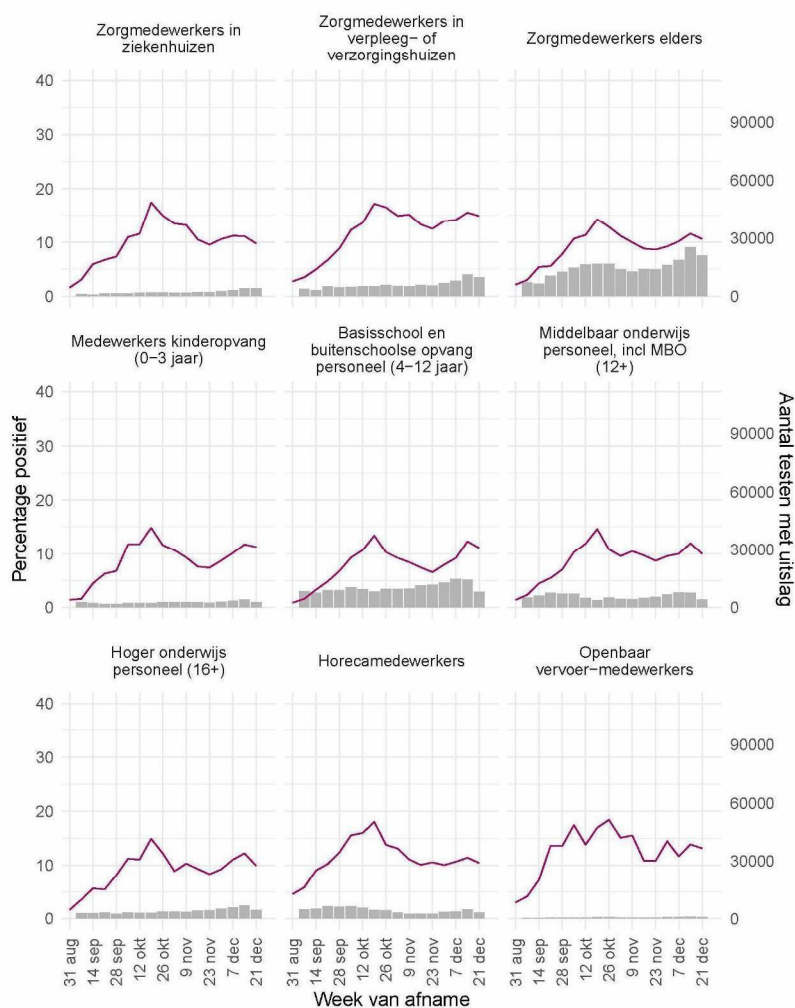 Zorgmedewerkers in
ziekenhuizen
Zorgmedewerkers in
verpleeg- of
verzorgingshuizen
Zorgmedewerkers elders
40
30
20
10
0
90000
60000
30000
0
Medewerkers kinderopvang
(0-3 jaar)
Basisschool en
buitenschoolse opvang
personeel (4-12 jaar)
Middelbaar onderwijs
personeel, incl MBO
(12+)
Percentage positief
40
30
20
10
0
90000
60000
30000
0
Aantal testen met uitslag
Hoger onderwijs
personeel (16+)
Horecamedewerkers
Openbaar
vervoer-medewerkers
40
30
20
10
0
90000
60000
30000
0
31 aug
14 sep
28 sep
12 okt
26 okt
9 nov
23 nov
7 dec
21 dec
31 aug
14 sep
28 sep
12 okt
26 okt
9 nov
23 nov
7 dec
21 dec
31 aug
14 sep
28 sep
12 okt
26 okt
9 nov
23 nov
7 dec
21 dec
Week van afname